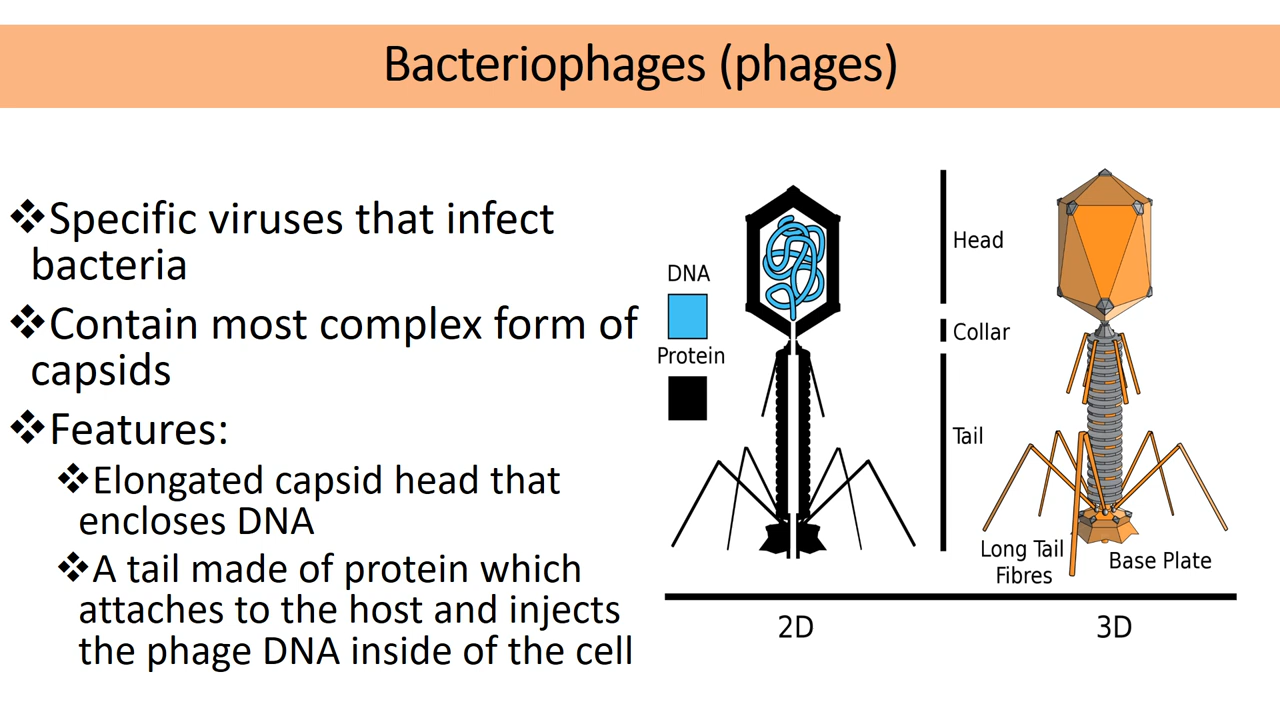 Bacteriophages (phages)
❖Specific viruses that infect
bacteria
❖Contain most complex form of
capsids
❖Features:
❖Elongated capsid head that
encloses DNA
❖A tail made of protein which
attaches to the host and injects
the phage DNA inside of the cell
DNA
Protein
Head
Collar
Tail
Long Tail
Fibres
Base Plate
2D
3D